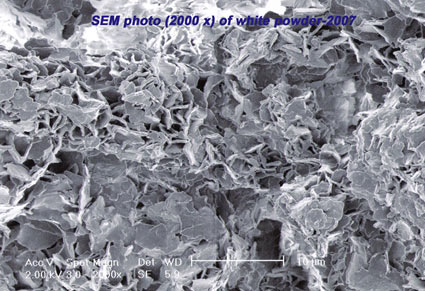 SEM photo (2000 x) of white powder-2007
Acc.V Spot Magn Det WD 10 µm
2.00 kV 3.0 2000x SE 5.9